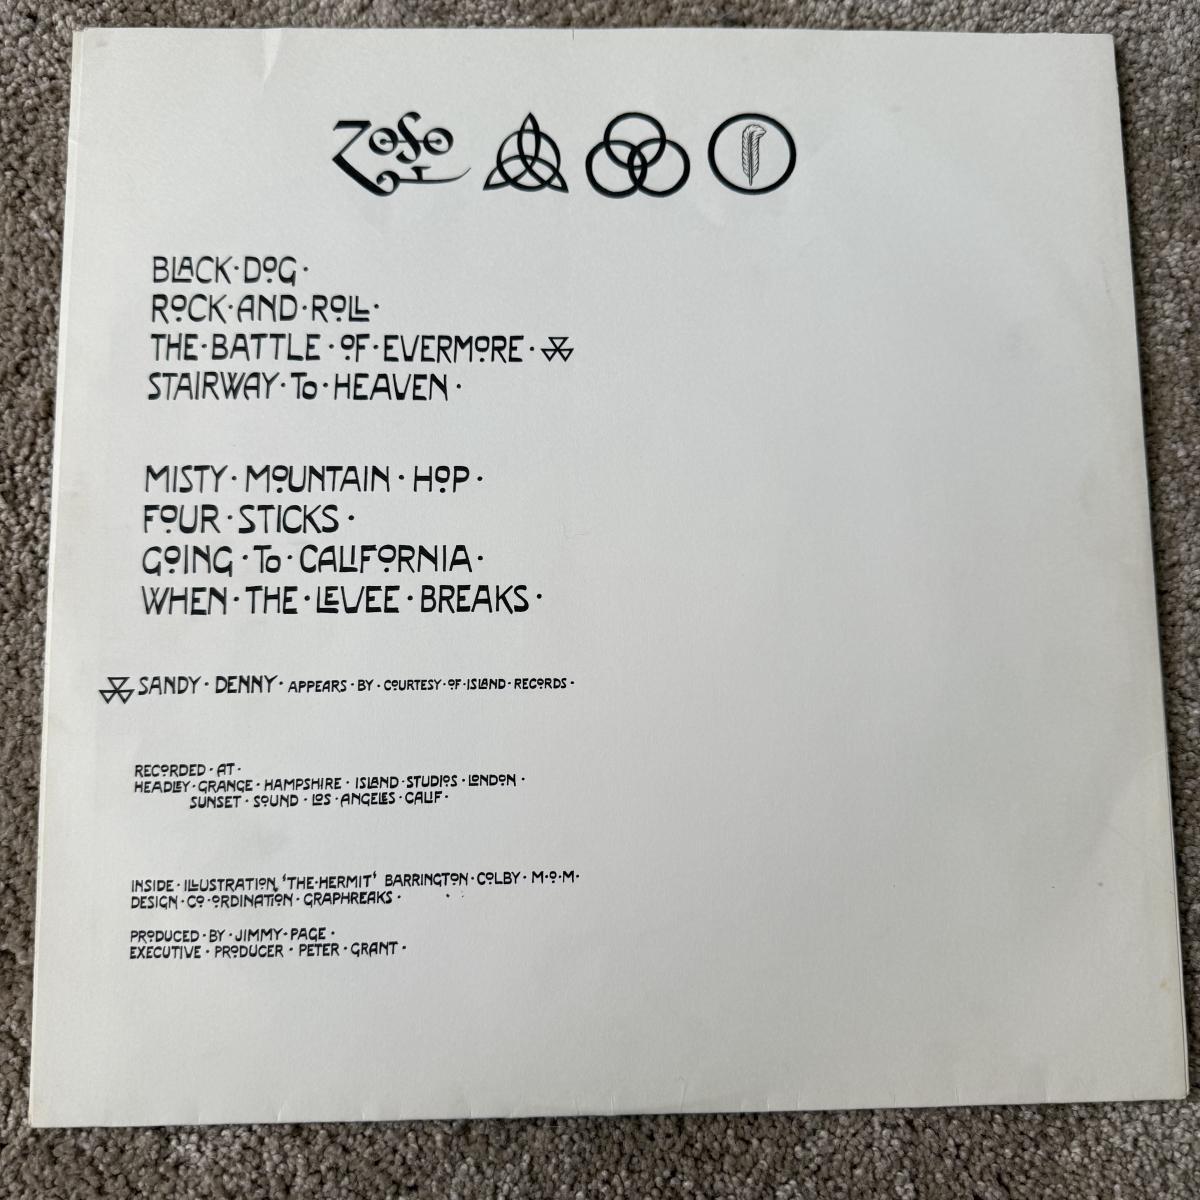 ZOSO
BLACK·DOG·
ROCK·AND·ROLL·
THE·BATTLE·OF·EVERMORE·
STAIRWAY·TO·HEAVEN·
MISTY·MOUNTAIN·HOP·
FOUR·STICKS·
GOING·TO·CALIFORNIA·
WHEN·THE·LEVEE·BREAKS·
SANDY·DENNY·APPEARS·BY·COURTESY·OF·ISLAND·RECORDS·
RECORDED·AT·
HEADLEY·GRANGE·HAMPSHIRE·ISLAND·STUDIOS·LONDON·
SUNSET·SOUND·LOS·ANGELES·CALIF·
INSIDE·ILLUSTRATION, 'THE·HERMIT' BARRINGTON·COLBY·M·O·M·
DESIGN·CO·ORDINATION·GRAPHREAKS·
PRODUCED·BY·JIMMY·PAGE·
EXECUTIVE·PRODUCER·PETER·GRANT·